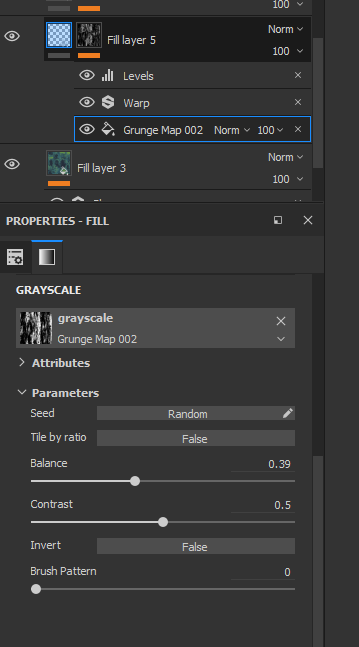 100
Norm
Fill layer 5
100
Levels
Warp
Grunge Map 002 Norm 100
Norm
Fill layer 3
100
PROPERTIES - FILL
GRAYSCALE
grayscale
Grunge Map 002
Attributes
Parameters
Seed Random
Tile by ratio False
Balance 0.39
Contrast 0.5
Invert False
Brush Pattern 0